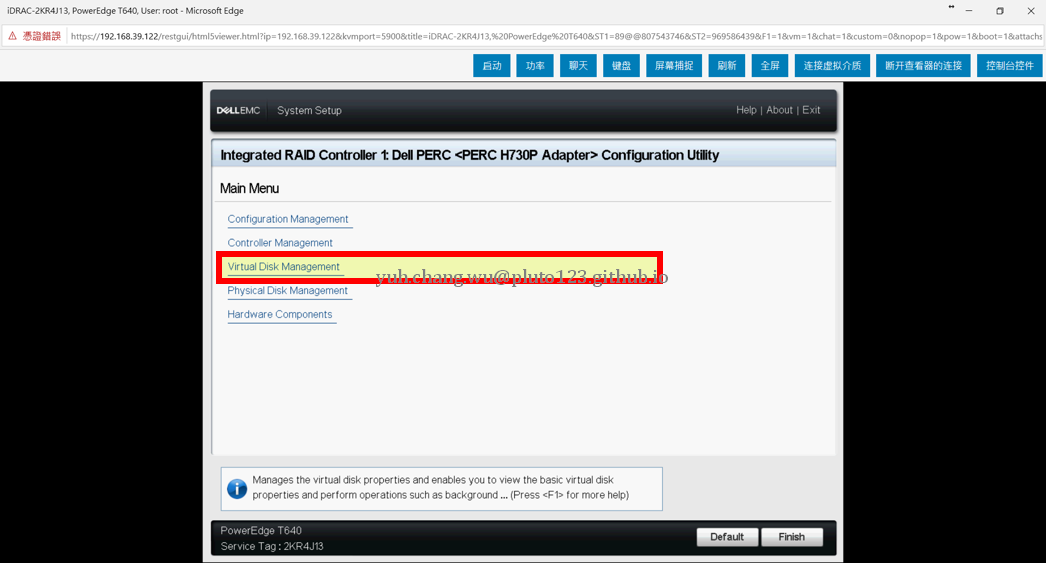 iDRAC-2KR4J13, PowerEdge T640, User: root - Microsoft Edge
憑證錯誤 https://192.168.39.122/restgui/html5viewer.html?ip=192.168.39.122&kvmport=5900&title=iDRAC-2KR4J13,%20PowerEdge%20T640&ST1=89@@807543746&ST2=969586439&F1=1&vm=1&chat=1&custom=0&nopop=1&pow=1&boot=1&attachs
启动 功率 聊天 键盘 屏幕捕捉 刷新 全屏 连接虚拟介质 断开查看器的连接 控制台控件
DELLEMC System Setup Help | About | Exit
Integrated RAID Controller 1: Dell PERC <PERC H730P Adapter> Configuration Utility
Main Menu
Configuration Management
Controller Management
Virtual Disk Management
yuh.chang.wu@pluto123.github.io
Physical Disk Management
Hardware Components
Manages the virtual disk properties and enables you to view the basic virtual disk
properties and perform operations such as background ... (Press <F1> for more help)
PowerEdge T640
Service Tag : 2KR4J13
Default Finish